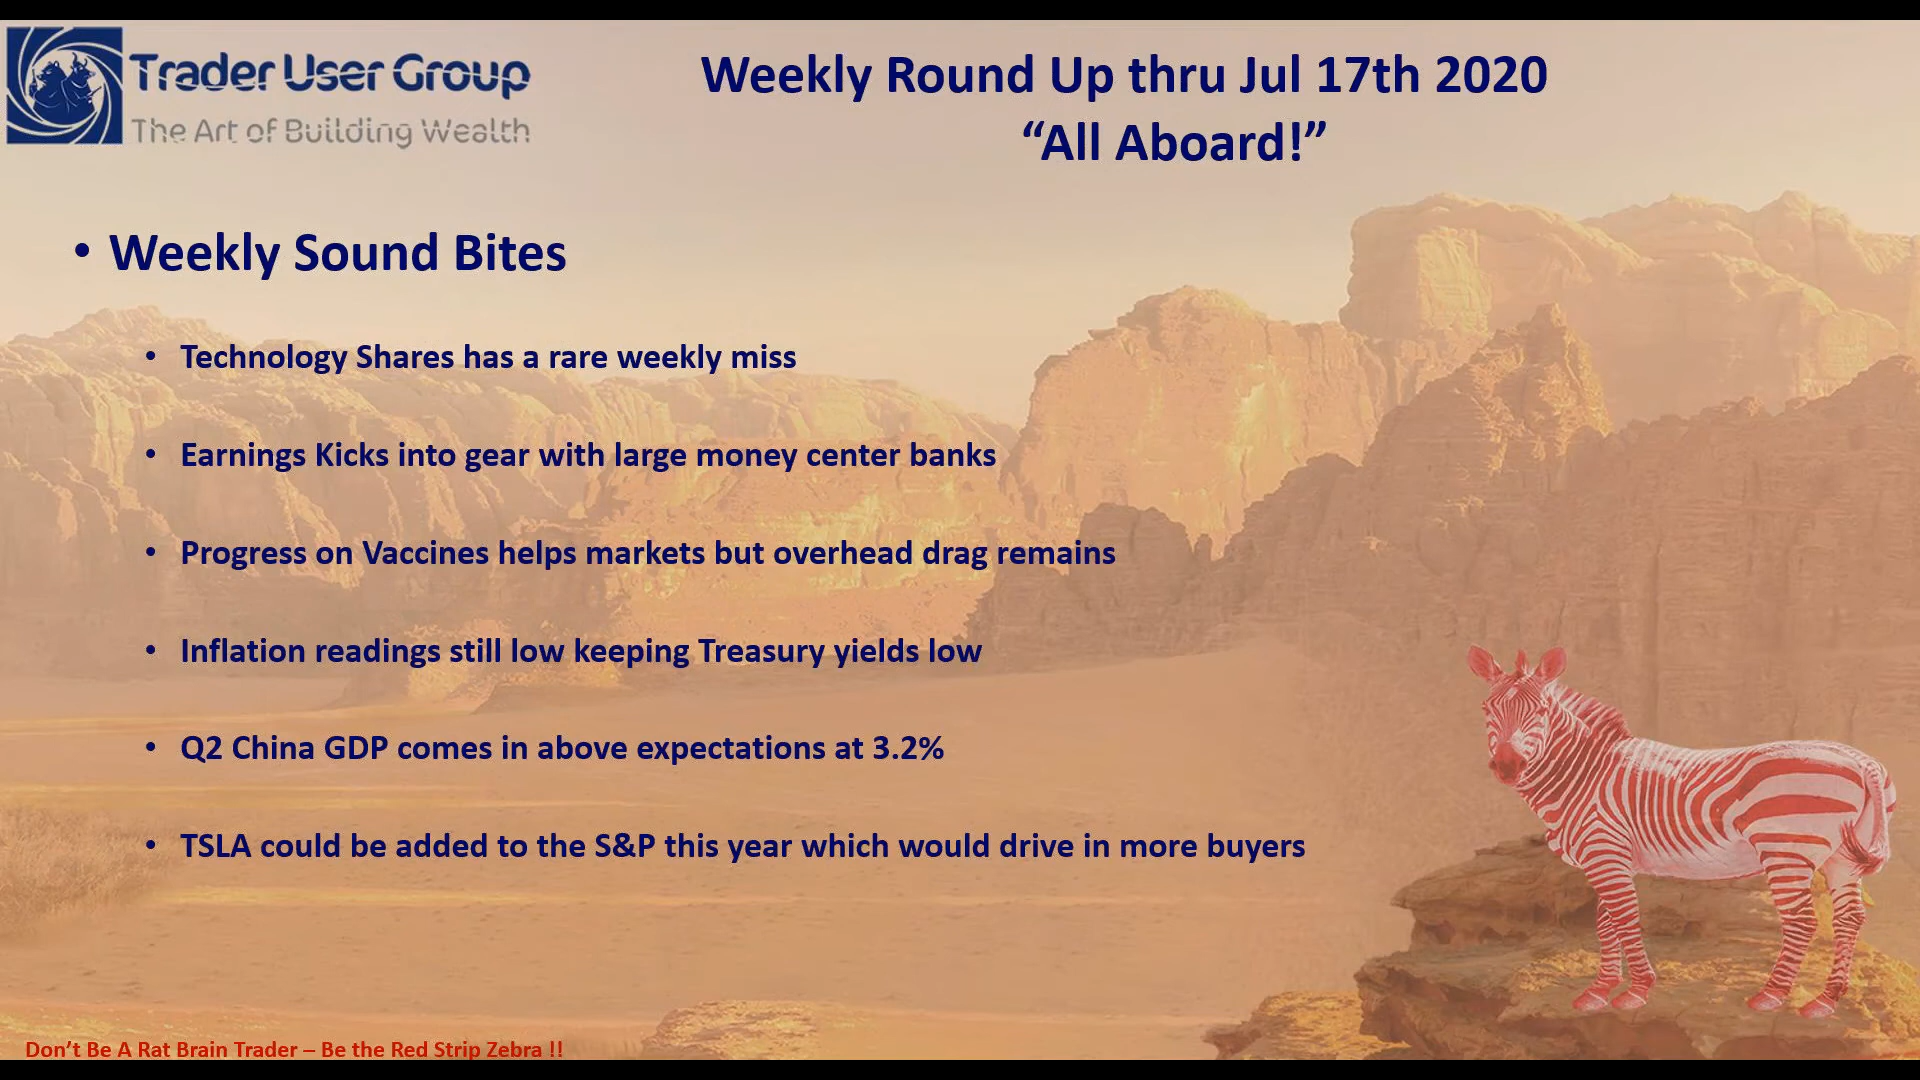 Trader User Group
The Art of Building Wealth
Weekly Round Up thru Jul 17th 2020
“All Aboard!”
• Weekly Sound Bites
• Technology Shares has a rare weekly miss
• Earnings Kicks into gear with large money center banks
• Progress on Vaccines helps markets but overhead drag remains
• Inflation readings still low keeping Treasury yields low
• Q2 China GDP comes in above expectations at 3.2%
• TSLA could be added to the S&P this year which would drive in more buyers
Don’t Be A Rat Brain Trader – Be the Red Strip Zebra !!